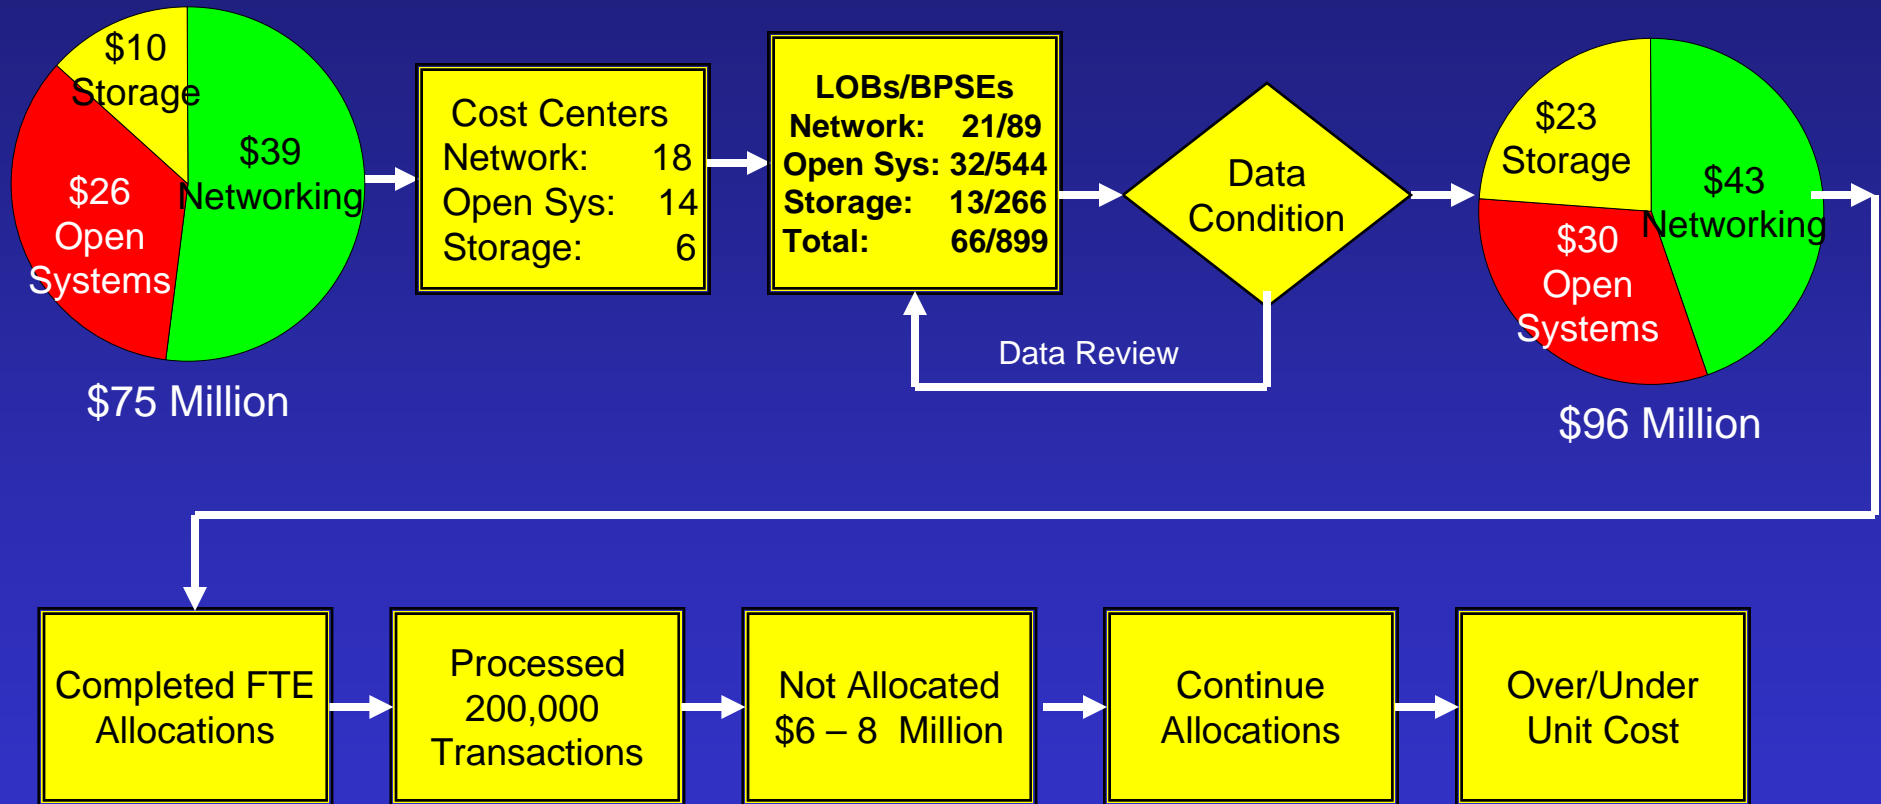 $10
Storage
$39
Networking
$26
Open
Systems
$75 Million
Cost Centers
Network: 18
Open Sys: 14
Storage: 6
LOBs/BPSEs
Network: 21/89
Open Sys: 32/544
Storage: 13/266
Total: 66/899
Data
Condition
Data Review
$23
Storage
$43
Networking
$30
Open
Systems
$96 Million
Completed FTE
Allocations
Processed
200,000
Transactions
Not Allocated
$6 – 8 Million
Continue
Allocations
Over/Under
Unit Cost